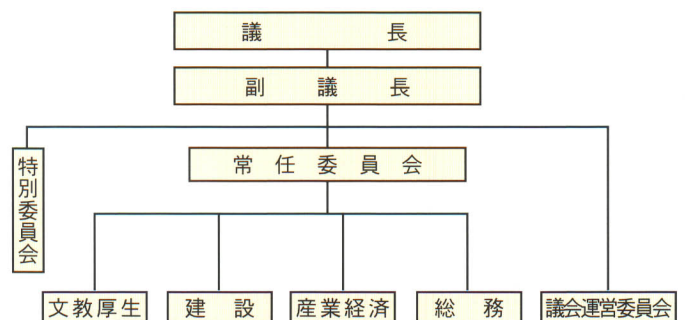 議長
副議長
特別委員会
常任委員会
文教厚生
建設
産業経済
総務
議会運営委員会